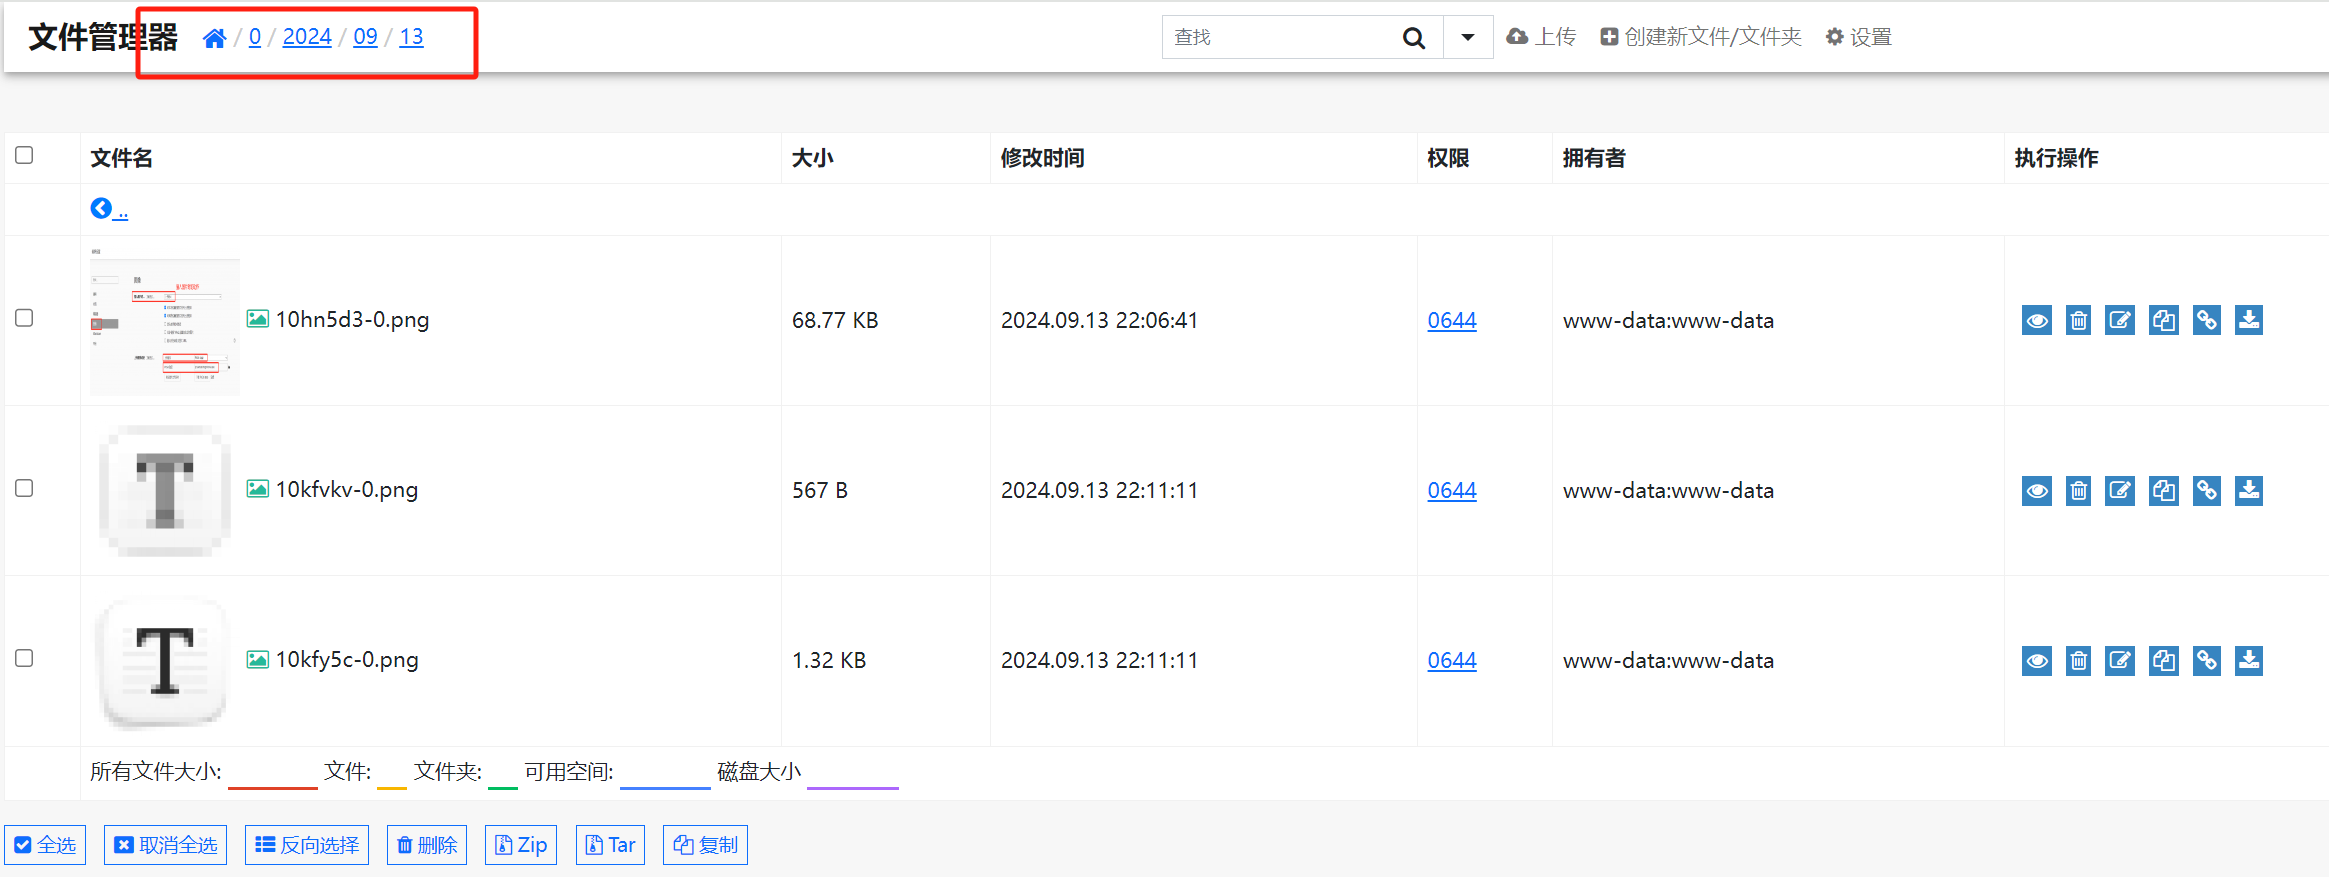 文件管理器 / 0 / 2024 / 09 / 13 查找 上传 创建新文件/文件夹 设置
文件名 大小 修改时间 权限 拥有者 执行操作
..
10hn5d3-0.png 68.77 KB 2024.09.13 22:06:41 0644 www-data:www-data
T 10kfvkv-0.png 567 B 2024.09.13 22:11:11 0644 www-data:www-data
T 10kfy5c-0.png 1.32 KB 2024.09.13 22:11:11 0644 www-data:www-data
所有文件大小: 文件: 文件夹: 可用空间: 磁盘大小
全选 取消全选 反向选择 删除 Zip Tar 复制